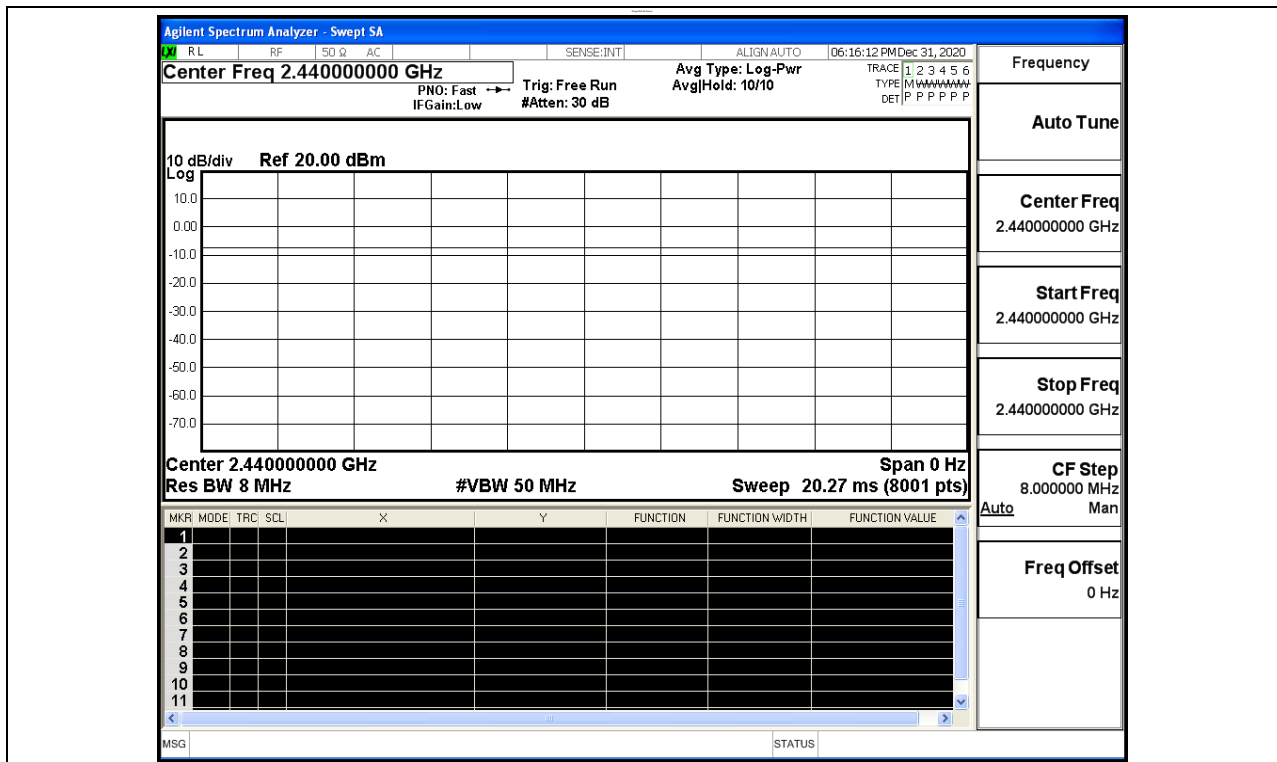 Agilent Spectrum Analyzer - Swept SA
LXI RL RF 50 Ω AC SENSE:INT ALIGN AUTO 06:16:12 PM Dec 31, 2020
Center Freq 2.440000000 GHz
PNO: Fast
IFGain:Low
Trig: Free Run
#Atten: 30 dB
Avg Type: Log-Pwr
Avg|Hold: 10/10
TRACE 1 2 3 4 5 6
TYPE M WWWWW
DET P P P P P P
10 dB/div Ref 20.00 dBm
Log
10.0
0.00
-10.0
-20.0
-30.0
-40.0
-50.0
-60.0
-70.0
Center 2.440000000 GHz Span 0 Hz
Res BW 8 MHz #VBW 50 MHz Sweep 20.27 ms (8001 pts)
MKR MODE TRC SCL X Y FUNCTION FUNCTION WIDTH FUNCTION VALUE
1
2
3
4
5
6
7
8
9
10
11
MSG STATUS
Frequency
Auto Tune
Center Freq
2.440000000 GHz
Start Freq
2.440000000 GHz
Stop Freq
2.440000000 GHz
CF Step
8.000000 MHz
Auto Man
Freq Offset
0 Hz